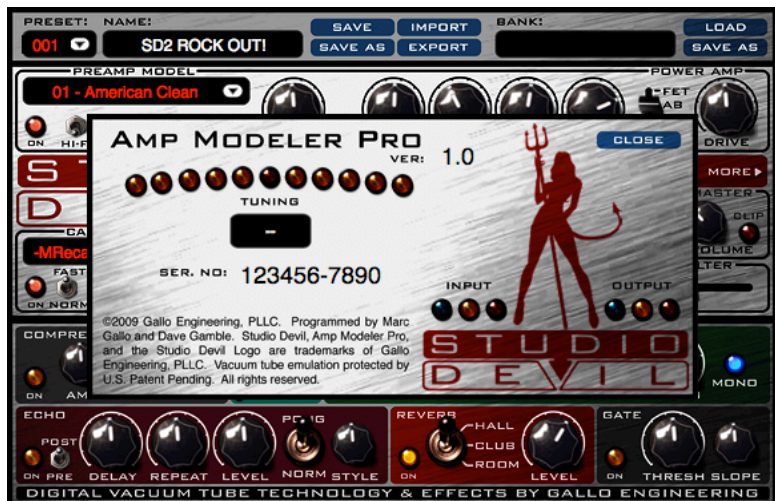 PRESET: NAME: SAVE IMPORT BANK: LOAD
001 SD2 ROCK OUT! SAVE AS EXPORT SAVE AS
PREAMP MODEL POWER AMP
01 - American Clean FET
AB
ON HI-F DRIVE
AMP MODELER PRO CLOSE
VER: 1.0
S T MORE
D MASTER
TUNING CLIP
- OLUME
CA LTER
-MReca
SER. NO: 123456-7890
FAST
ON NORM
INPUT OUTPUT
©2009 Gallo Engineering, PLLC. Programmed by Marc
Gallo and Dave Gamble. Studio Devil, Amp Modeler Pro,
and the Studio Devil Logo are trademarks of Gallo
Engineering, PLLC. Vacuum tube emulation protected by
U.S. Patent Pending. All rights reserved.
STUDIO
DEVIL
COMPRE
ON AM MONO
ECHO PONG REVERB HALL GATE
POST CLUB
ROOM
ON PRE DELAY REPEAT LEVEL NORM STYLE ON LEVEL ON THRESH SLOPE
DIGITAL VACUUM TUBE TECHNOLOGY & EFFECTS BY GALLO ENGINEERING